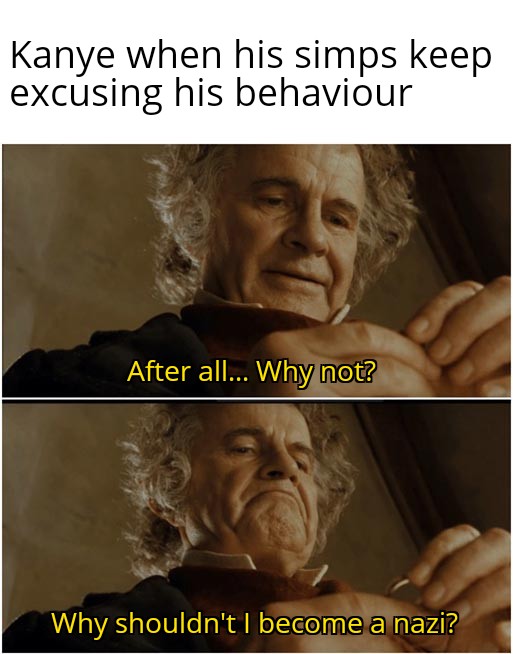 Kanye when his simps keep
excusing his behaviour
After all... Why not?
Why shouldn't I become a nazi?